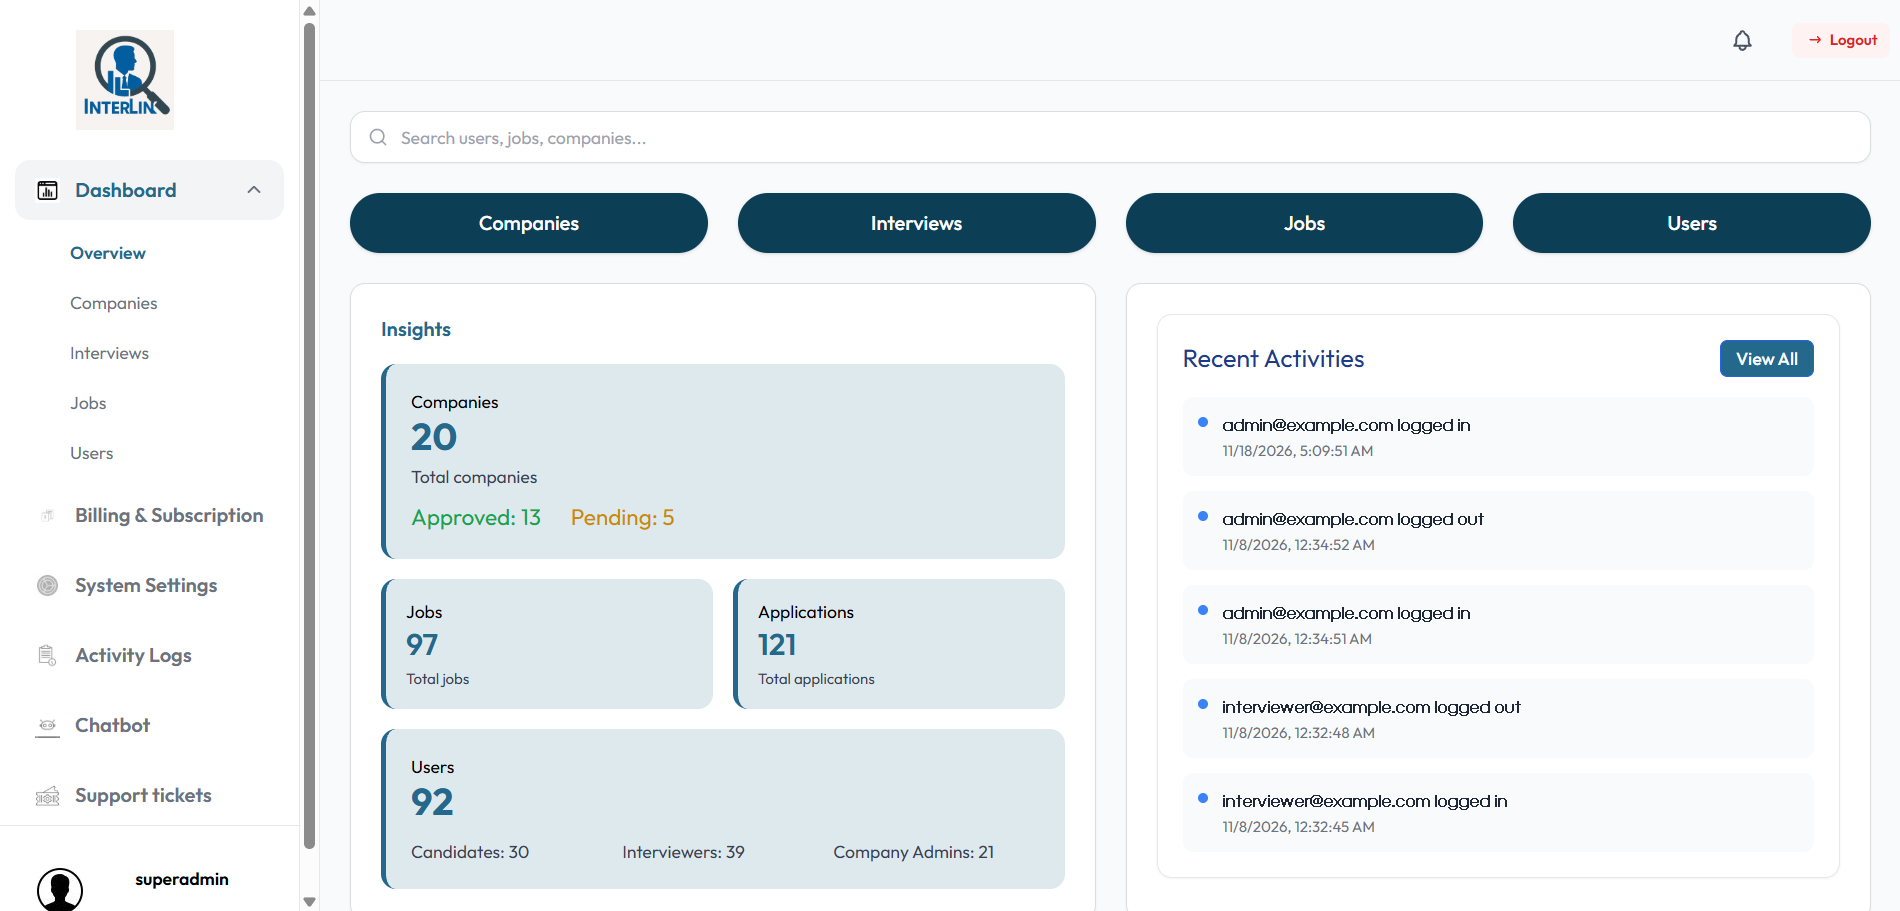 INTERLIN
Dashboard
Overview
Companies
Interviews
Jobs
Users
Billing & Subscription
System Settings
Activity Logs
Chatbot
Support tickets
superadmin
→ Logout
Search users, jobs, companies...
Companies
Interviews
Jobs
Users
Insights
Companies
20
Total companies
Approved: 13 Pending: 5
Jobs
97
Total jobs
Applications
121
Total applications
Users
92
Candidates: 30 Interviewers: 39 Company Admins: 21
Recent Activities
View All
admin@example.com logged in
11/18/2026, 5:09:51 AM
admin@example.com logged out
11/8/2026, 12:34:52 AM
admin@example.com logged in
11/8/2026, 12:34:51 AM
interviewer@example.com logged out
11/8/2026, 12:32:48 AM
interviewer@example.com logged in
11/8/2026, 12:32:45 AM